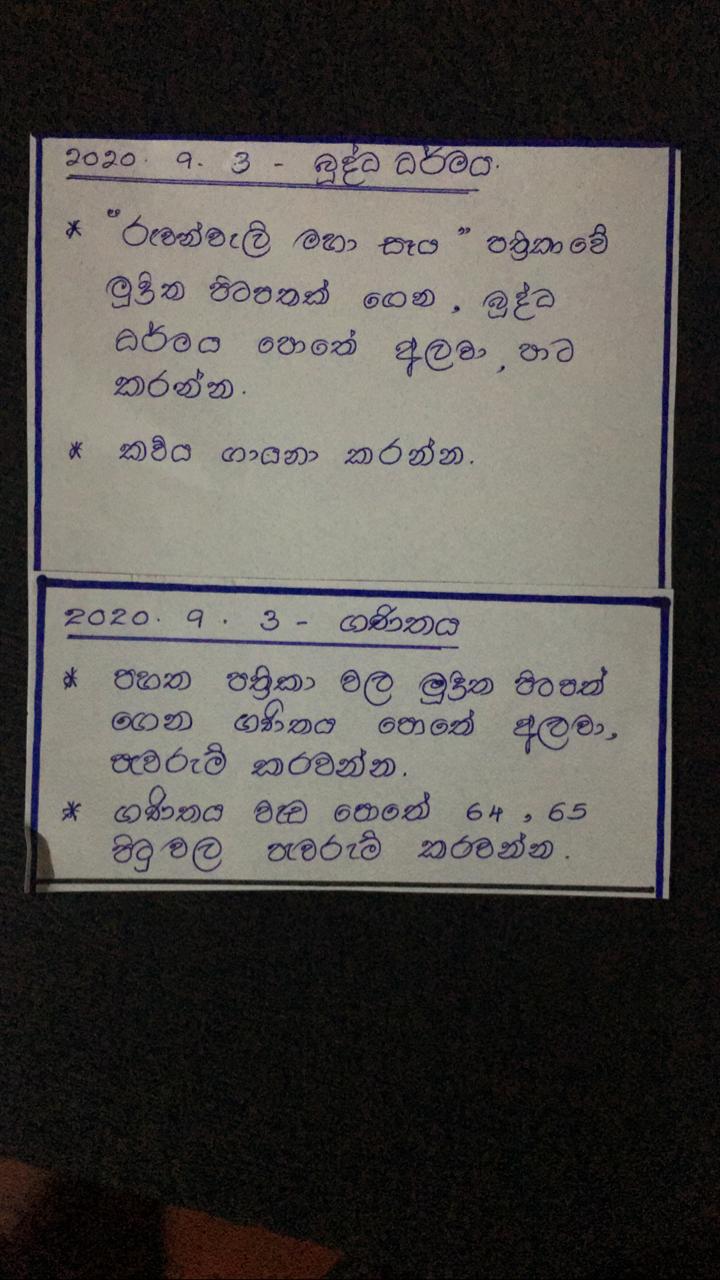 2020. 9. 3 - බුද්ධ ධර්මය.
* "රුවන්වැලි මහා සෑය" පත්‍රිකාවේ
මුද්‍රිත පිටපතක් ගෙන, බුද්ධ
ධර්මය පොතේ අලවා, පාට
කරන්න.
* කවිය ගායනා කරන්න.
2020. 9. 3 - ගණිතය
* පහත පත්‍රිකා වල මුද්‍රිත පිටපත්
ගෙන ගණිතය පොතේ අලවා,
පැවරුම් කරවන්න.
* ගණිතය වැඩ පොතේ 64, 65
පිටු වල පැවරුම් කරවන්න.